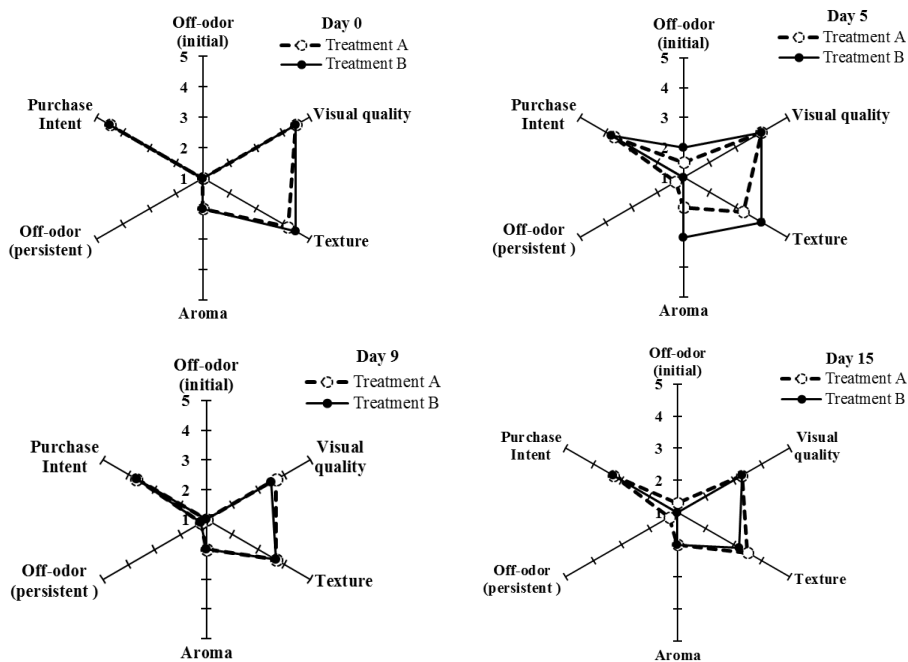 Off-odor
(initial)
Day 0
Treatment A
Treatment B
5
4
3
2
1
Purchase
Intent
Visual quality
Off-odor
(persistent )
Texture
Aroma
Off-odor
(initial)
Day 5
Treatment A
Treatment B
5
4
3
2
1
Purchase
Intent
Visual quality
Off-odor
(persistent )
Texture
Aroma
Off-odor
(initial)
Day 9
Treatment A
Treatment B
5
4
3
2
1
Purchase
Intent
Visual
quality
Off-odor
(persistent )
Texture
Aroma
Off-odor
(initial)
Day 15
Treatment A
Treatment B
5
4
3
2
1
Purchase
Intent
Visual
quality
Off-odor
(persistent )
Texture
Aroma